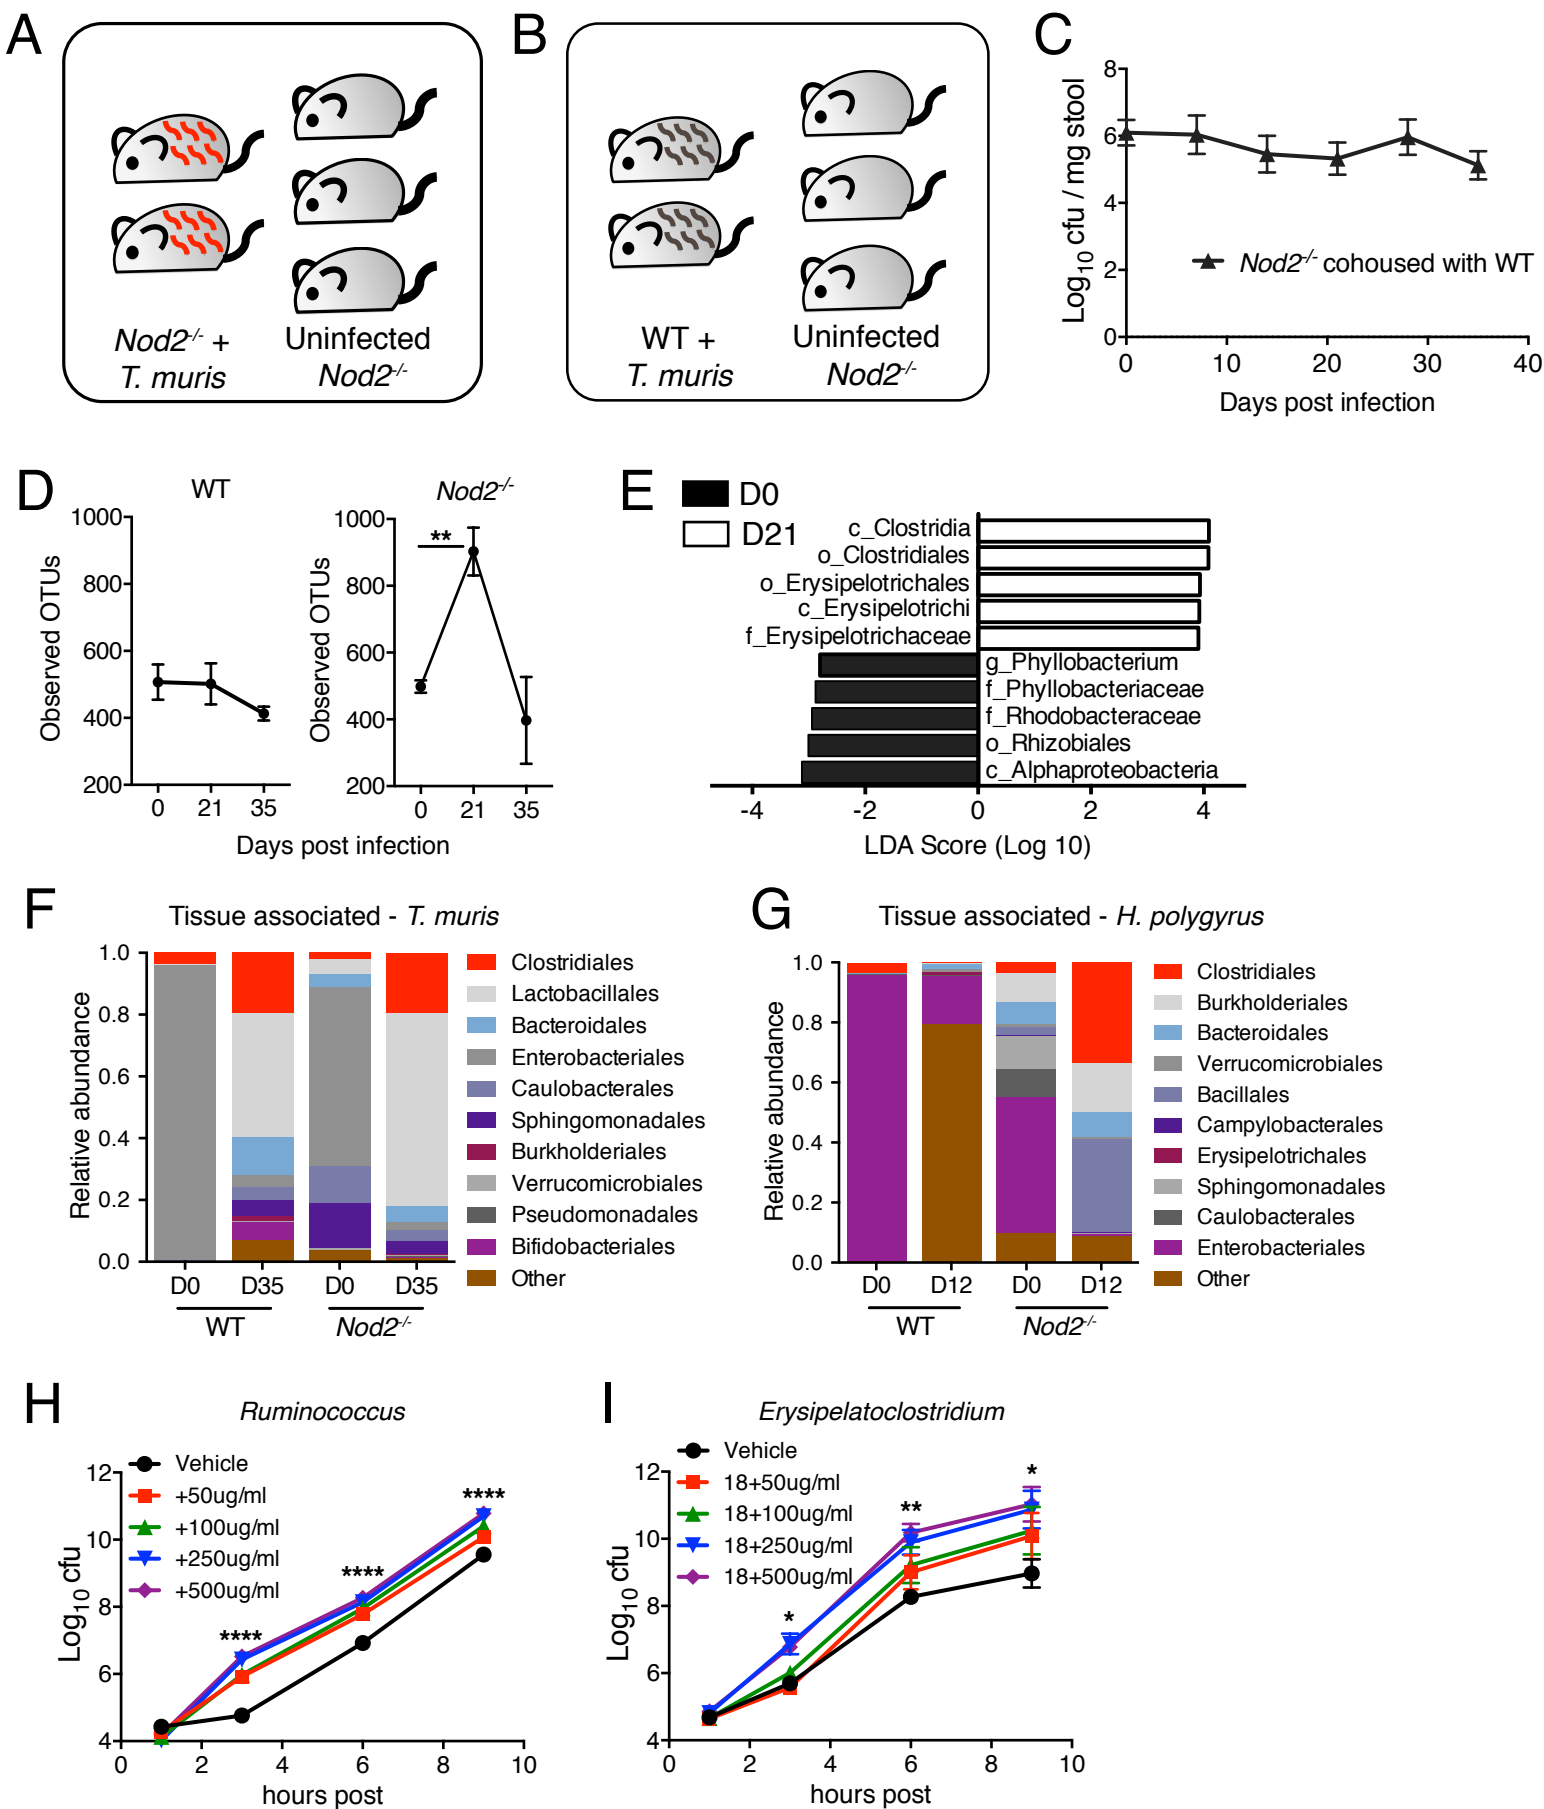 A
Nod2-/- +
T. muris
Uninfected
Nod2-/-
B
WT +
T. muris
Uninfected
Nod2-/-
C
Log10 cfu / mg stool
8
6
4
2
0
Nod2-/- cohoused with WT
0 10 20 30 40
Days post infection
D
WT
Observed OTUs
1000
800
600
400
200
0 21 35
Nod2-/-
Observed OTUs
1000
800
600
400
200
**
0 21 35
Days post infection
E
D0
D21
c_Clostridia
o_Clostridiales
o_Erysipelotrichales
c_Erysipelotrichi
f_Erysipelotrichaceae
g_Phyllobacterium
f_Phyllobacteriaceae
f_Rhodobacteraceae
o_Rhizobiales
c_Alphaproteobacteria
-4 -2 0 2 4
LDA Score (Log 10)
F
Tissue associated - T. muris
Relative abundance
1.0
0.8
0.6
0.4
0.2
0.0
D0 D35 D0 D35
WT Nod2-/-
Clostridiales
Lactobacillales
Bacteroidales
Enterobacteriales
Caulobacterales
Sphingomonadales
Burkholderiales
Verrucomicrobiales
Pseudomonadales
Bifidobacteriales
Other
G
Tissue associated - H. polygyrus
Relative abundance
1.0
0.8
0.6
0.4
0.2
0.0
D0 D12 D0 D12
WT Nod2-/-
Clostridiales
Burkholderiales
Bacteroidales
Verrucomicrobiales
Bacillales
Campylobacterales
Erysipelotrichales
Sphingomonadales
Caulobacterales
Enterobacteriales
Other
H
Ruminococcus
Log10 cfu
12
10
8
6
4
Vehicle
+50ug/ml
+100ug/ml
+250ug/ml
+500ug/ml
****
****
****
0 2 4 6 8 10
hours post
I
Erysipelatoclostridium
Log10 cfu
12
10
8
6
4
Vehicle
18+50ug/ml
18+100ug/ml
18+250ug/ml
18+500ug/ml
*
**
*
0 2 4 6 8 10
hours post